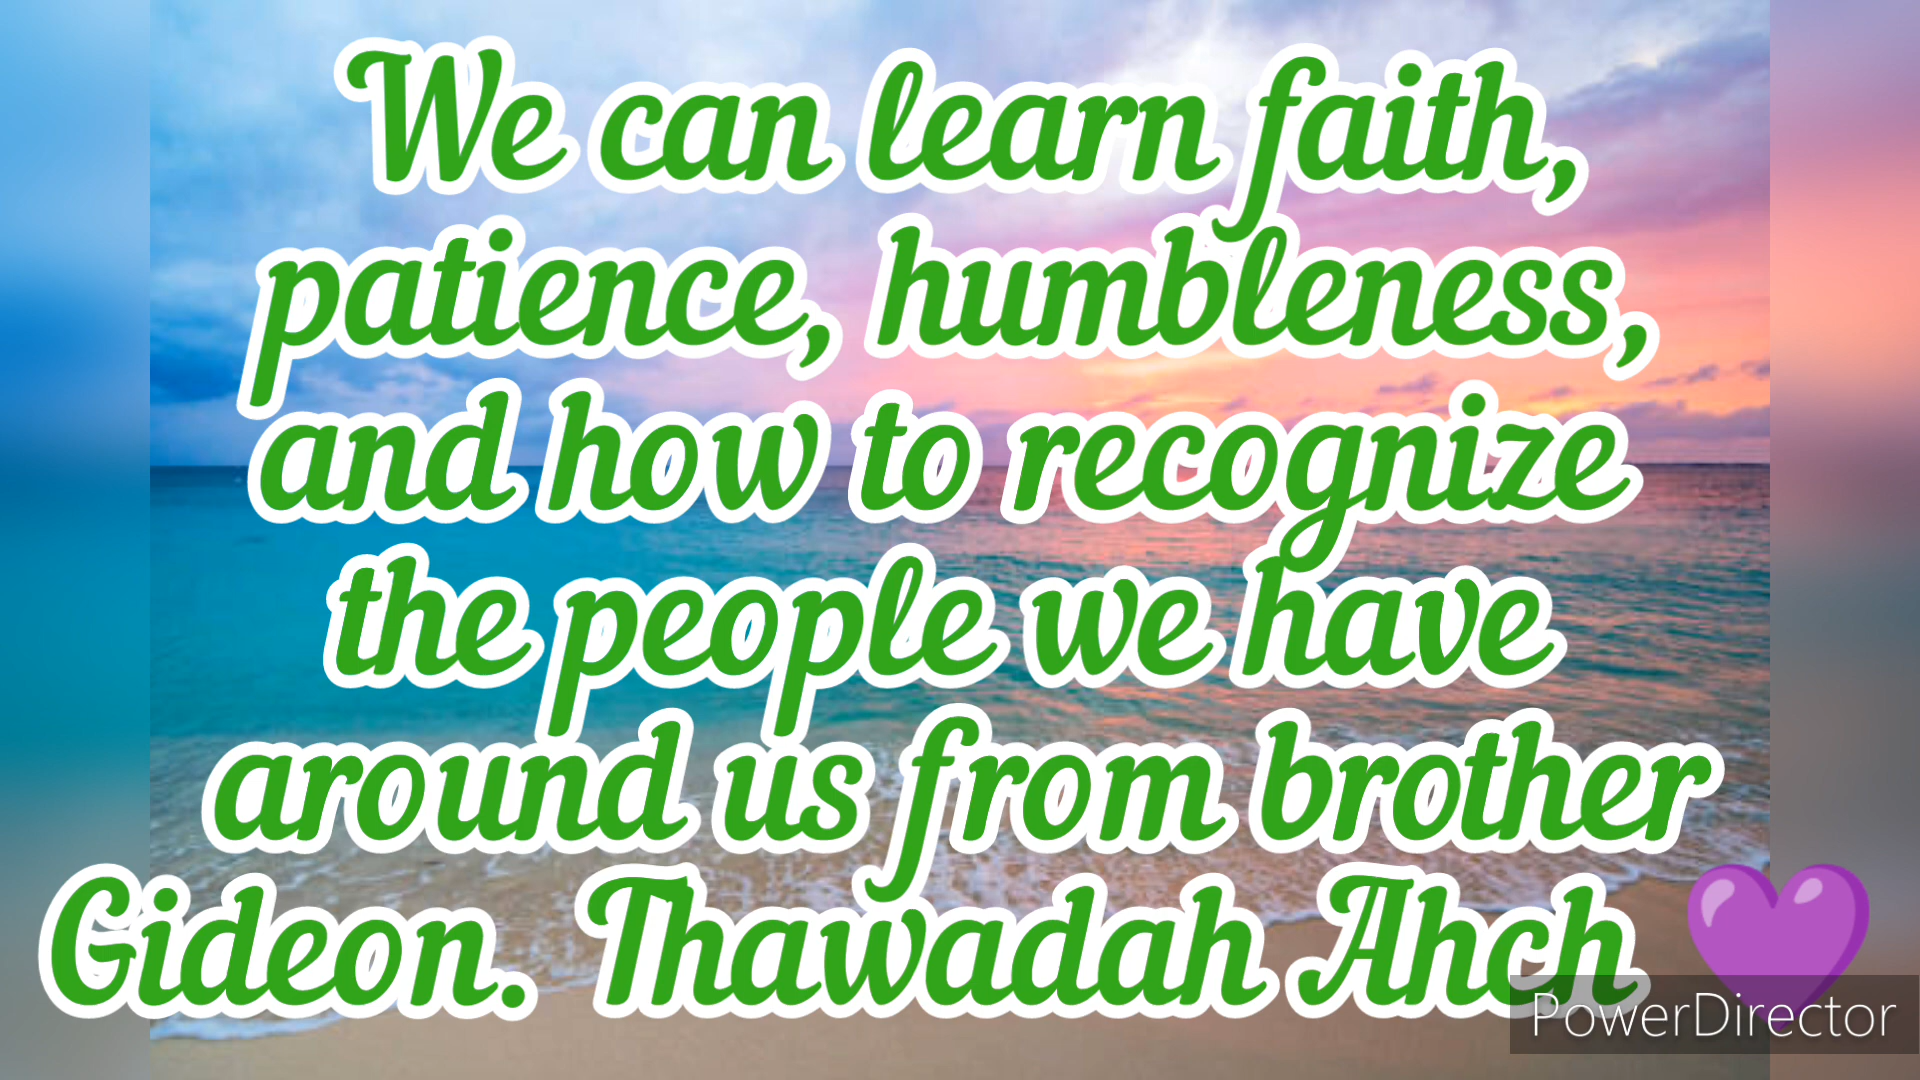 We can learn faith,
patience, humbleness,
and how to recognize
the people we have
around us from brother
Gideon. Thawadah Ahch 💜
PowerDirector